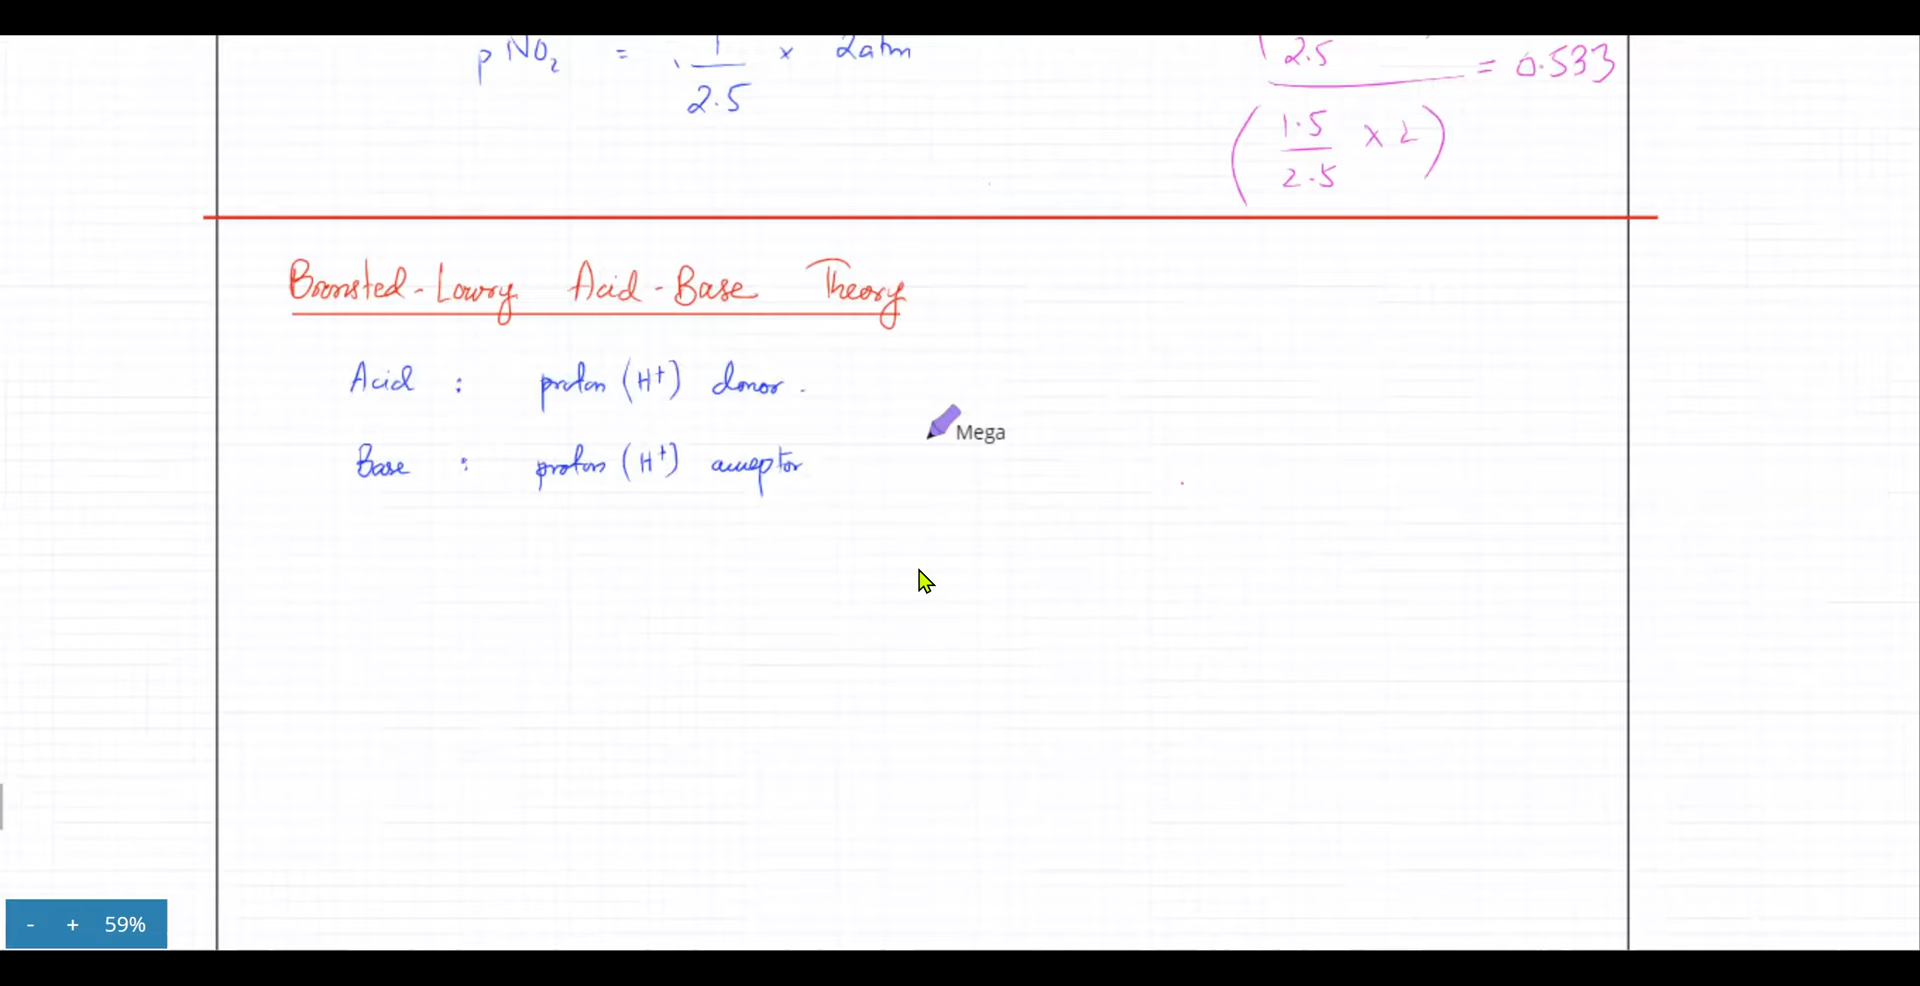 pNO₂ = 1/2.5 × 2atm
2.5
(1.5/2.5 × 2) = 0.533
Bronsted-Lowry Acid-Base Theory
Acid : proton (H⁺) donor.
Mega
Base : proton (H⁺) acceptor
- + 59%